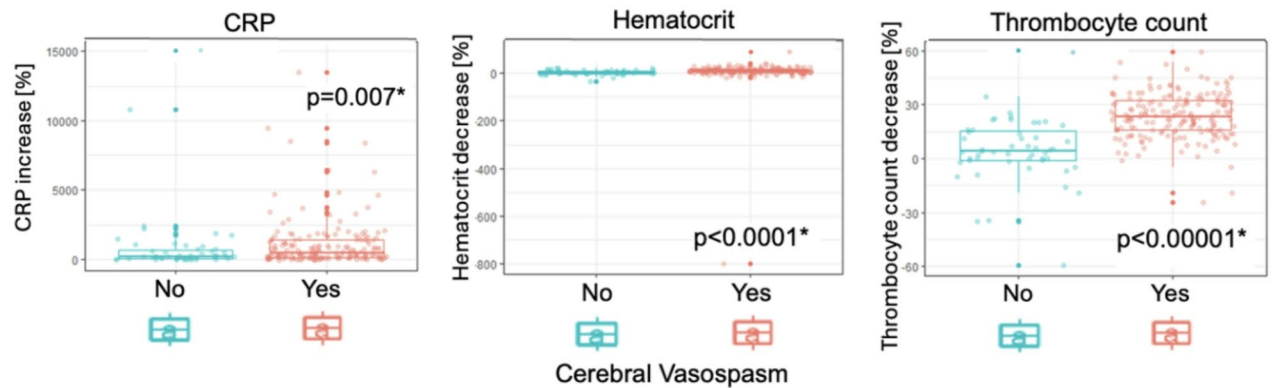 CRP
CRP increase [%]
15000
10000
5000
0
p=0.007*
No
Yes
Hematocrit
Hematocrit decrease [%]
0
-200
-400
-600
-800
p<0.0001*
No
Yes
Thrombocyte count
Thrombocyte count decrease [%]
60
30
0
-30
-60
p<0.00001*
No
Yes
Cerebral Vasospasm